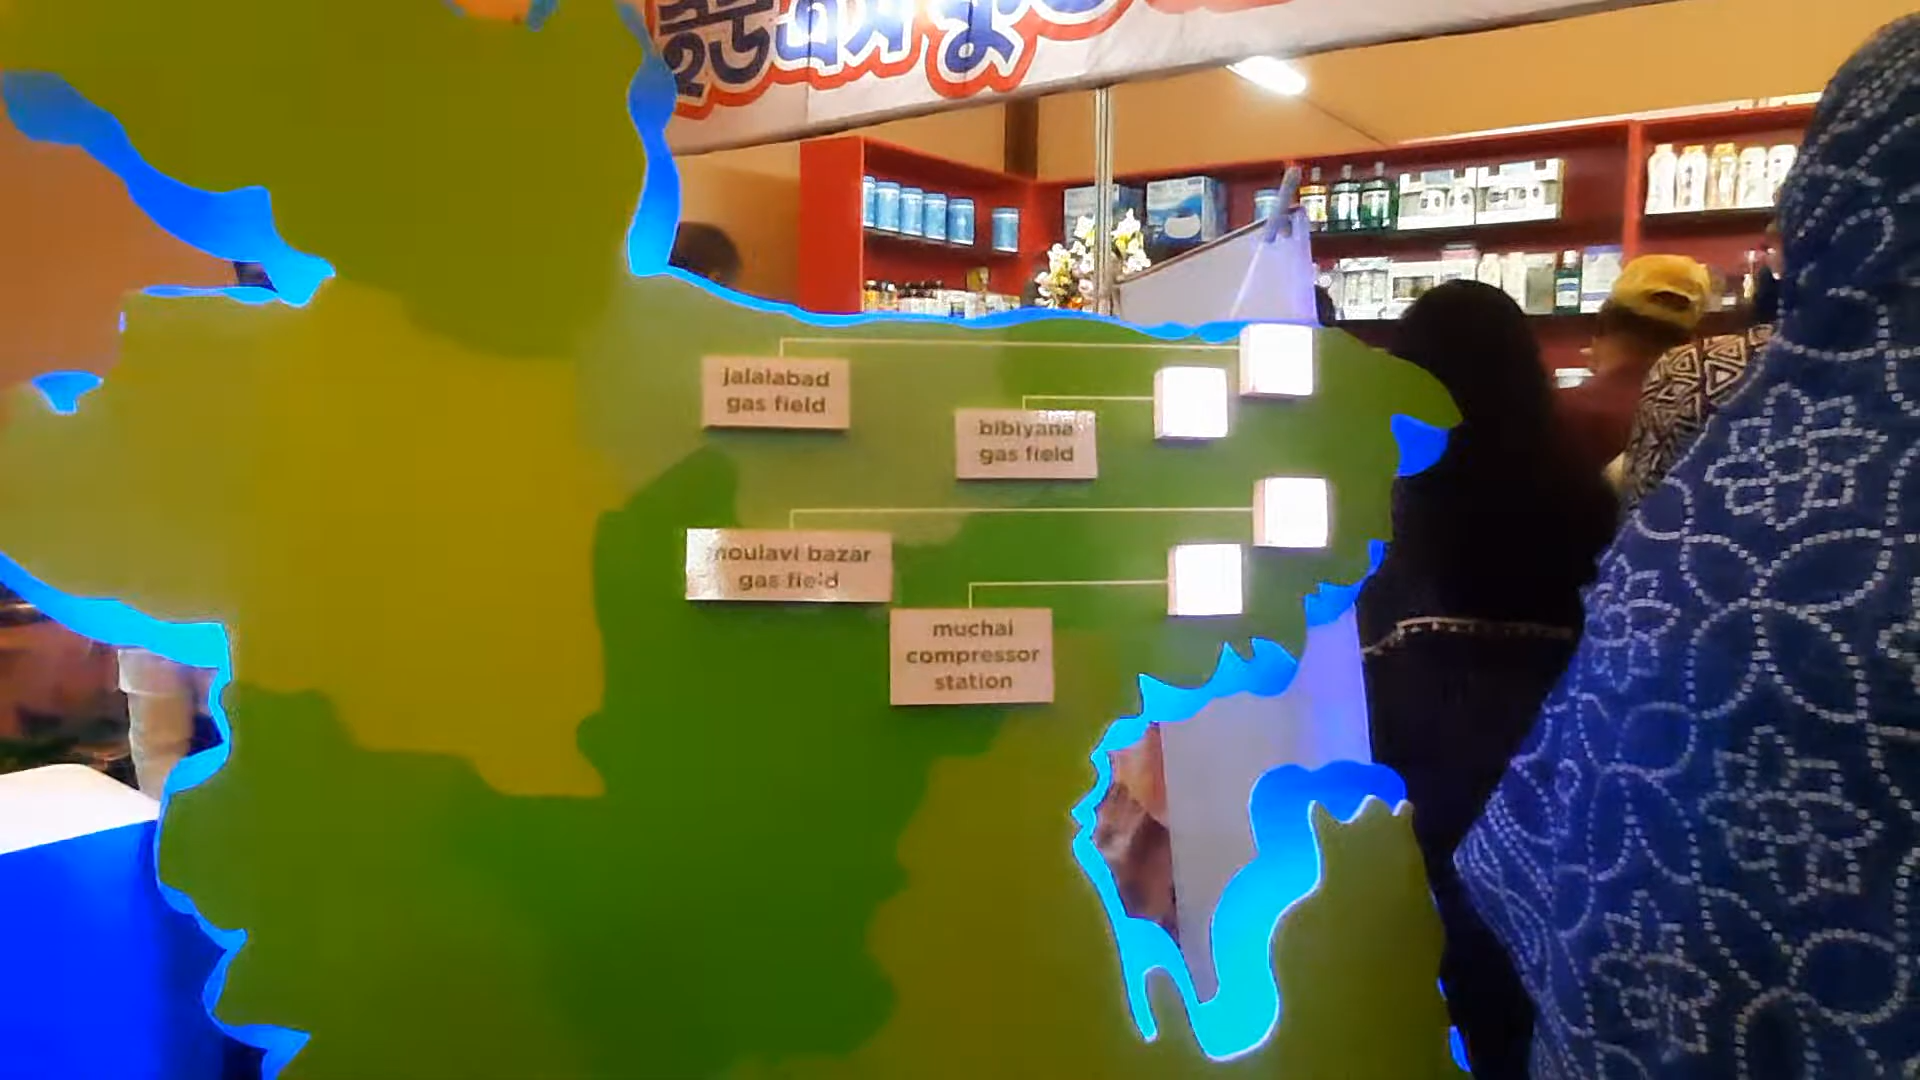 jalalabad
gas field
bibiyana
gas field
moulavi bazar
gas field
muchai
compressor
station